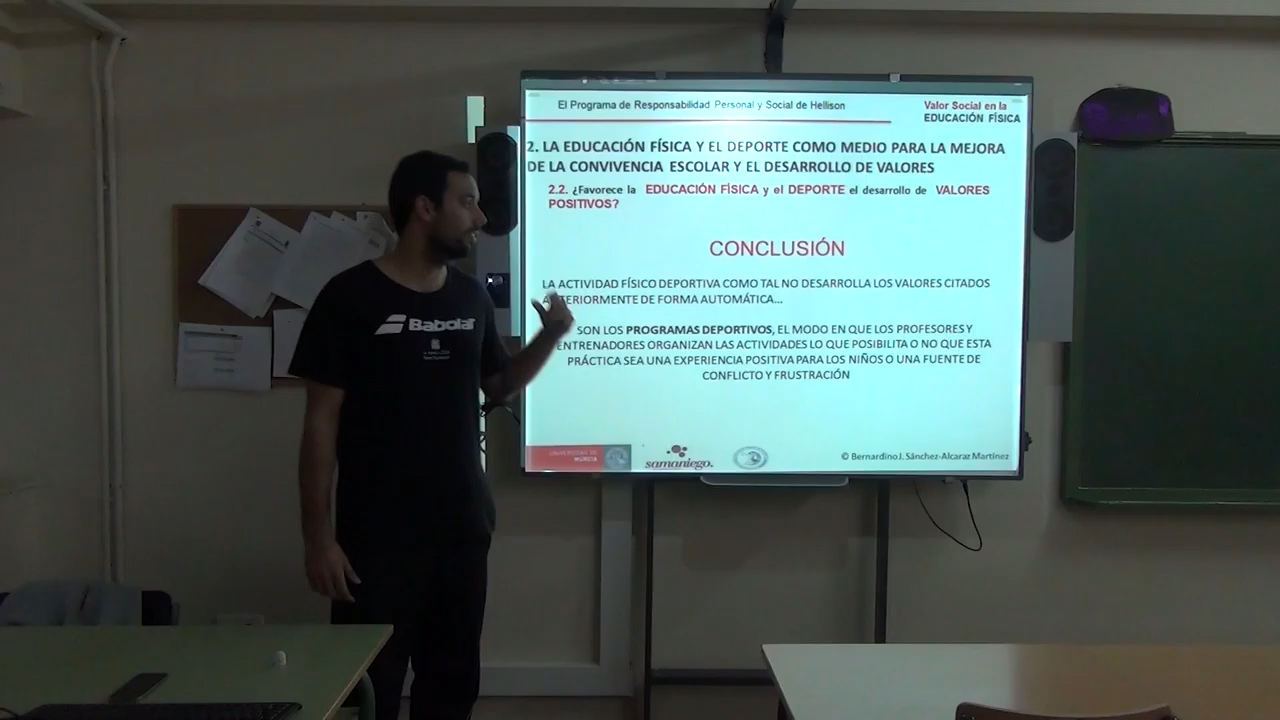 El Programa de Responsabilidad Personal y Social de Hellison
Valor Social en la
EDUCACIÓN FÍSICA
2. LA EDUCACIÓN FÍSICA Y EL DEPORTE COMO MEDIO PARA LA MEJORA
DE LA CONVIVENCIA ESCOLAR Y EL DESARROLLO DE VALORES
2.2. ¿Favorece la EDUCACIÓN FÍSICA y el DEPORTE el desarrollo de VALORES
POSITIVOS?
CONCLUSIÓN
LA ACTIVIDAD FÍSICO DEPORTIVA COMO TAL NO DESARROLLA LOS VALORES CITADOS
ANTERIORMENTE DE FORMA AUTOMÁTICA...
SON LOS PROGRAMAS DEPORTIVOS, EL MODO EN QUE LOS PROFESORES Y
ENTRENADORES ORGANIZAN LAS ACTIVIDADES LO QUE POSIBILITA O NO QUE ESTA
PRÁCTICA SEA UNA EXPERIENCIA POSITIVA PARA LOS NIÑOS O UNA FUENTE DE
CONFLICTO Y FRUSTRACIÓN
UNIVERSIDAD DE
MURCIA
samaniego.
© Bernardino J. Sánchez-Alcaraz Martínez
Babolat